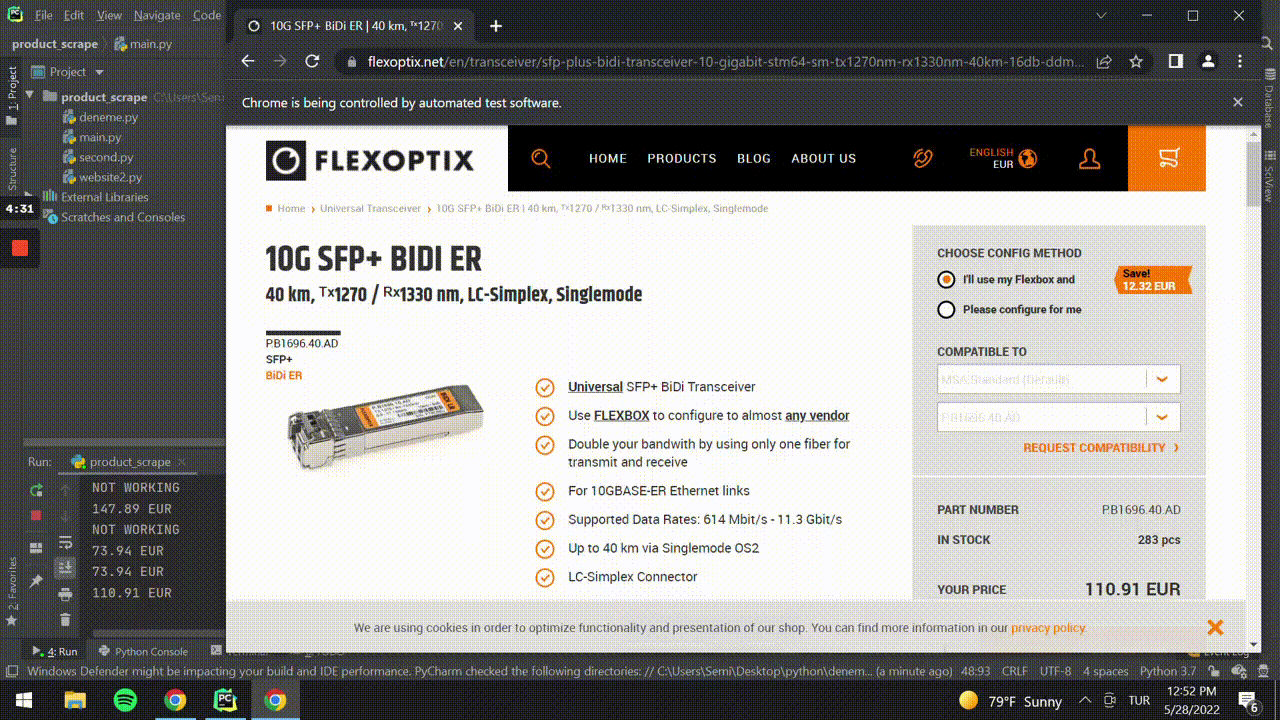 File Edit View Navigate Code
10G SFP+ BiDi ER | 40 km, Tx1270
product_scrape main.py
flexoptix.net/en/transceiver/sfp-plus-bidi-transceiver-10-gigabit-stm64-sm-tx1270nm-rx1330nm-40km-16db-ddm...
Project
Chrome is being controlled by automated test software.
product_scrape C:\Users\Semi
deneme.py
main.py
second.py
website2.py
External Libraries
Scratches and Consoles
1: Project
Structure
2: Favorites
Database
SciView
4:31
FLEXOPTIX
HOME PRODUCTS BLOG ABOUT US
ENGLISH
EUR
Home › Universal Transceiver › 10G SFP+ BiDi ER | 40 km, Tx1270 / Rx1330 nm, LC-Simplex, Singlemode
10G SFP+ BIDI ER
40 km, Tx1270 / Rx1330 nm, LC-Simplex, Singlemode
P.B1696.40.AD
SFP+
BiDi ER
Universal SFP+ BiDi Transceiver
Use FLEXBOX to configure to almost any vendor
Double your bandwith by using only one fiber for
transmit and receive
For 10GBASE-ER Ethernet links
Supported Data Rates: 614 Mbit/s - 11.3 Gbit/s
Up to 40 km via Singlemode OS2
LC-Simplex Connector
CHOOSE CONFIG METHOD
I'll use my Flexbox and
Save!
12.32 EUR
Please configure for me
COMPATIBLE TO
MSA Standard (Default)
P.B1696.40.AD
REQUEST COMPATIBILITY ›
PART NUMBER P.B1696.40.AD
IN STOCK 283 pcs
YOUR PRICE 110.91 EUR
We are using cookies in order to optimize functionality and presentation of our shop. You can find more information in our privacy policy.
Run: product_scrape
NOT WORKING
147.89 EUR
NOT WORKING
73.94 EUR
73.94 EUR
110.91 EUR
4: Run Python Console Terminal Event Log
Windows Defender might be impacting your build and IDE performance. PyCharm checked the following directories: // C:\Users\Semi\Desktop\python\denem... (a minute ago) 48:93 CRLF UTF-8 4 spaces Python 3.7
79°F Sunny TUR 12:52 PM
5/28/2022
6